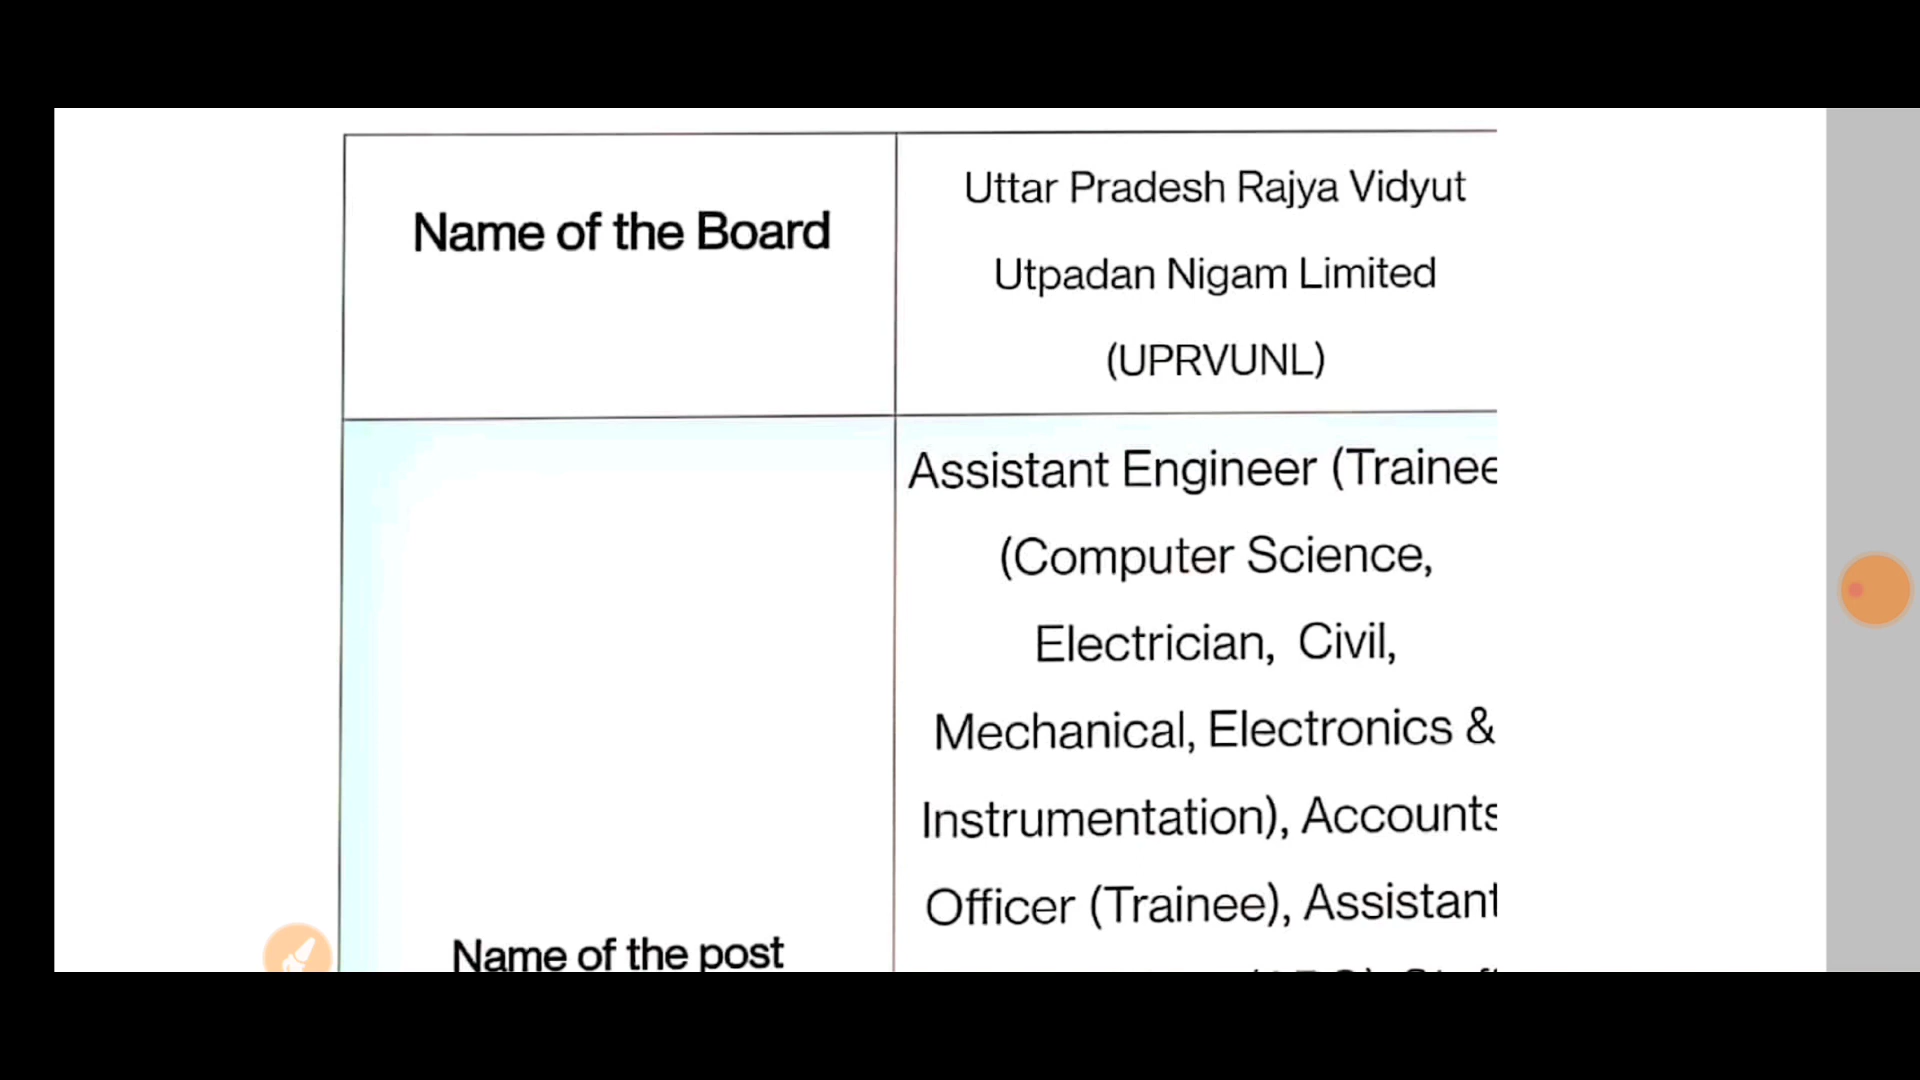 Name of the Board
Uttar Pradesh Rajya Vidyut
Utpadan Nigam Limited
(UPRVUNL)
Name of the post
Assistant Engineer (Trainee
(Computer Science,
Electrician, Civil,
Mechanical, Electronics &
Instrumentation), Accounts
Officer (Trainee), Assistant